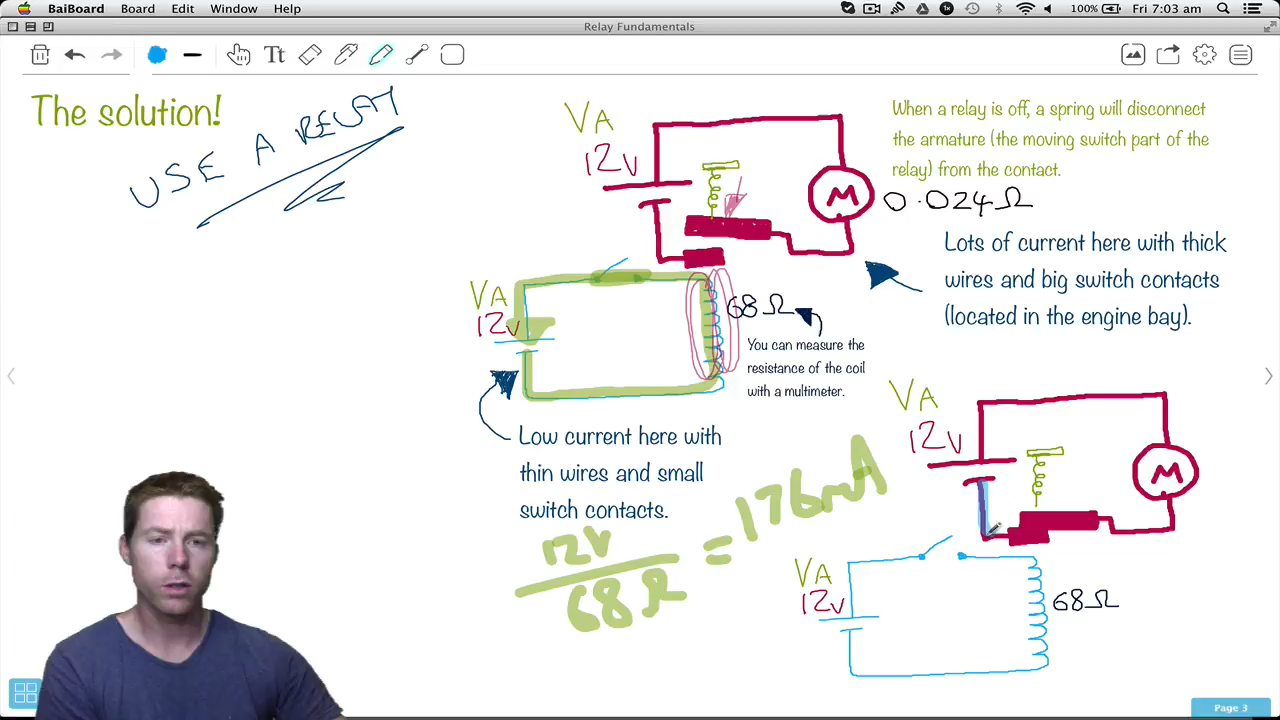 BaiBoard Board Edit Window Help
100% Fri 7:03 am
Relay Fundamentals
Tt
The solution!
USE A RELAY
VA
12V
M
0.024Ω
When a relay is off, a spring will disconnect
the armature (the moving switch part of the
relay) from the contact.
Lots of current here with thick
wires and big switch contacts
(located in the engine bay).
VA
12V
68Ω
You can measure the
resistance of the coil
with a multimeter.
Low current here with
thin wires and small
switch contacts.
12V
68Ω
= 176mA
VA
12V
M
VA
12V
68Ω
Page 3